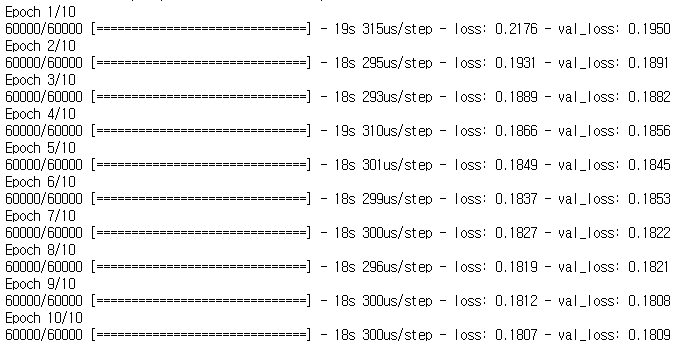 Epoch 1/10
60000/60000 [==============================] - 19s 315us/step - loss: 0.2176 - val_loss: 0.1950
Epoch 2/10
60000/60000 [==============================] - 18s 295us/step - loss: 0.1931 - val_loss: 0.1891
Epoch 3/10
60000/60000 [==============================] - 18s 293us/step - loss: 0.1889 - val_loss: 0.1882
Epoch 4/10
60000/60000 [==============================] - 19s 310us/step - loss: 0.1866 - val_loss: 0.1856
Epoch 5/10
60000/60000 [==============================] - 18s 301us/step - loss: 0.1849 - val_loss: 0.1845
Epoch 6/10
60000/60000 [==============================] - 18s 299us/step - loss: 0.1837 - val_loss: 0.1853
Epoch 7/10
60000/60000 [==============================] - 18s 300us/step - loss: 0.1827 - val_loss: 0.1822
Epoch 8/10
60000/60000 [==============================] - 18s 296us/step - loss: 0.1819 - val_loss: 0.1821
Epoch 9/10
60000/60000 [==============================] - 18s 300us/step - loss: 0.1812 - val_loss: 0.1808
Epoch 10/10
60000/60000 [==============================] - 18s 300us/step - loss: 0.1807 - val_loss: 0.1809